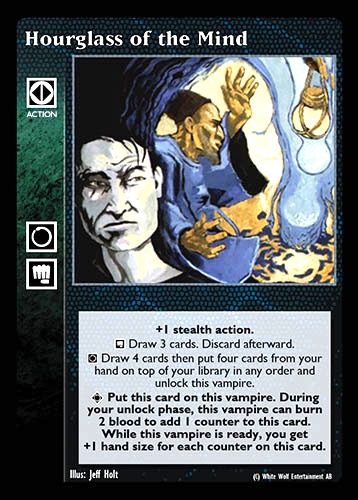 Hourglass of the Mind
ACTION
+1 stealth action.
Draw 3 cards. Discard afterward.
Draw 4 cards then put four cards from your
hand on top of your library in any order and
unlock this vampire.
Put this card on this vampire. During
your unlock phase, this vampire can burn
2 blood to add 1 counter to this card.
While this vampire is ready, you get
+1 hand size for each counter on this card.
Illus: Jeff Holt
(C) White Wolf Entertainment AB